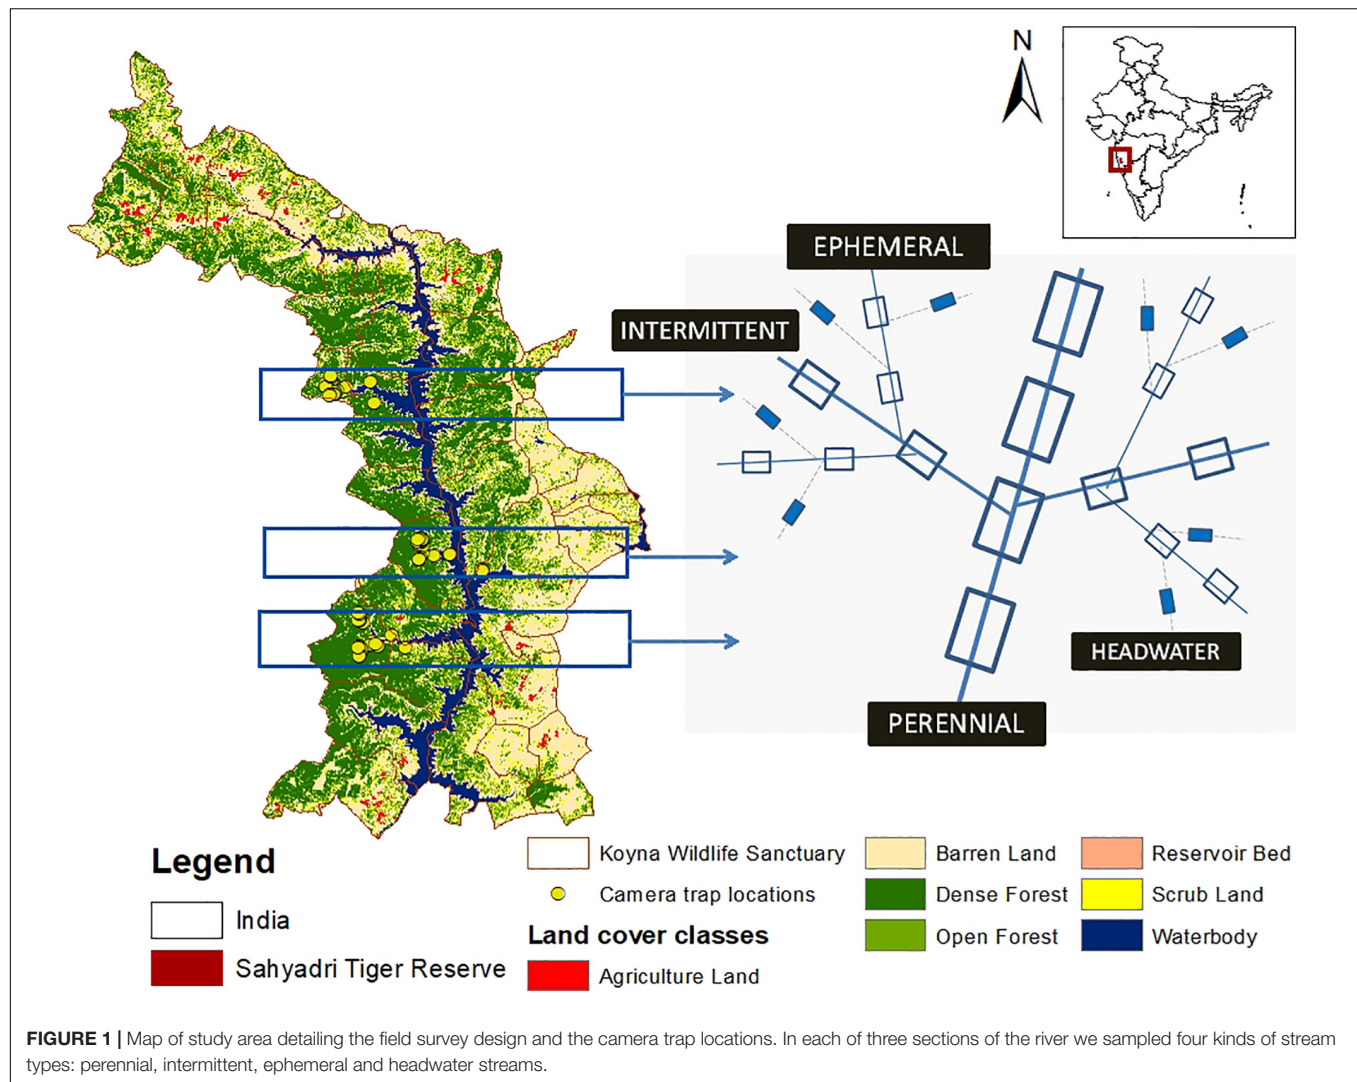 N
EPHEMERAL
INTERMITTENT
HEADWATER
PERENNIAL
Legend
India
Sahyadri Tiger Reserve
Koyna Wildlife Sanctuary
Camera trap locations
Land cover classes
Agriculture Land
Barren Land
Dense Forest
Open Forest
Reservoir Bed
Scrub Land
Waterbody
FIGURE 1 | Map of study area detailing the field survey design and the camera trap locations. In each of three sections of the river we sampled four kinds of stream
types: perennial, intermittent, ephemeral and headwater streams.